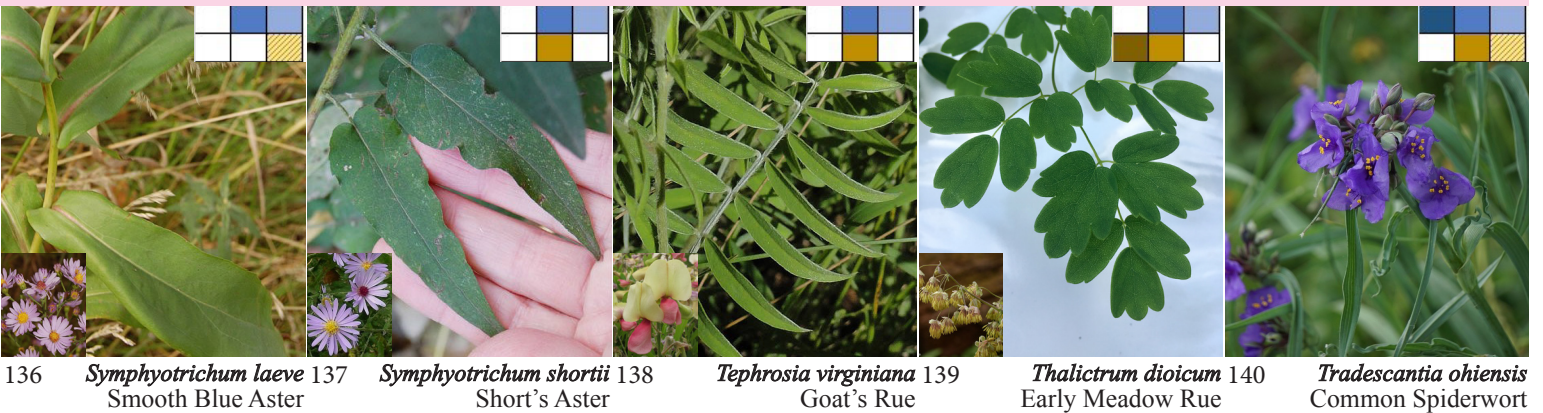 136 Symphyotrichum laeve
Smooth Blue Aster
137 Symphyotrichum shortii
Short's Aster
138 Tephrosia virginiana
Goat's Rue
139 Thalictrum dioicum
Early Meadow Rue
140 Tradescantia ohiensis
Common Spiderwort